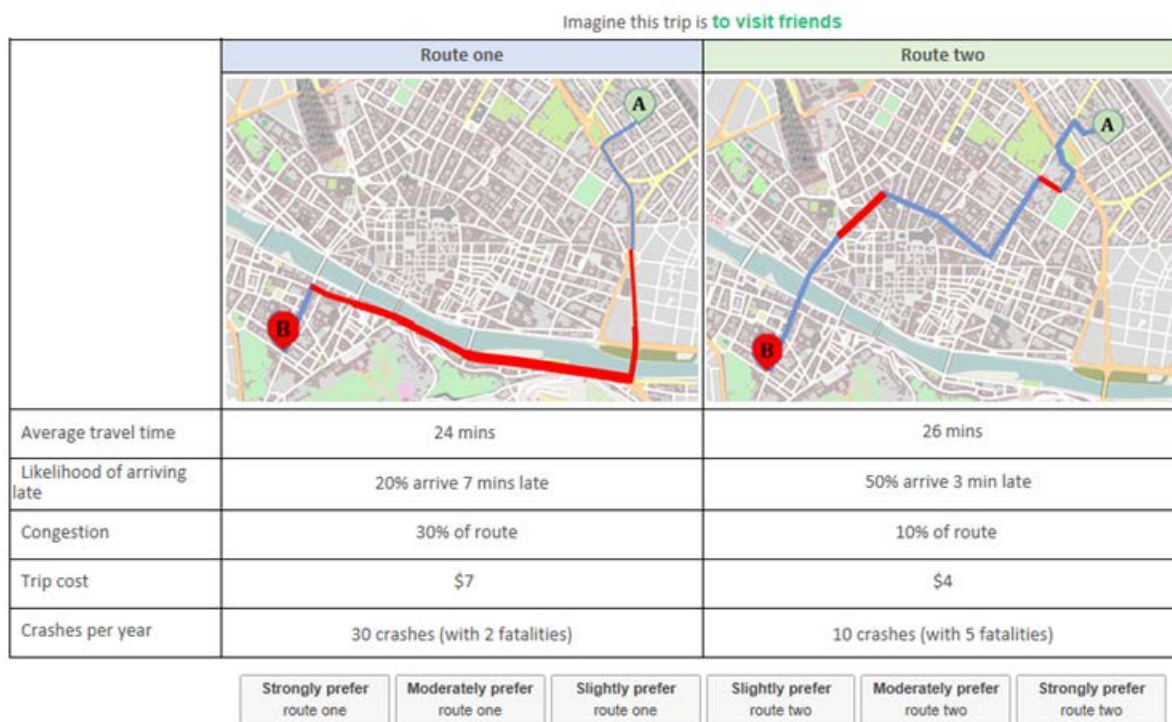 Imagine this trip is to visit friends
Route one
Route two
A
B
A
B
Average travel time
24 mins
26 mins
Likelihood of arriving
late
20% arrive 7 mins late
50% arrive 3 min late
Congestion
30% of route
10% of route
Trip cost
$7
$4
Crashes per year
30 crashes (with 2 fatalities)
10 crashes (with 5 fatalities)
Strongly prefer
route one
Moderately prefer
route one
Slightly prefer
route one
Slightly prefer
route two
Moderately prefer
route two
Strongly prefer
route two